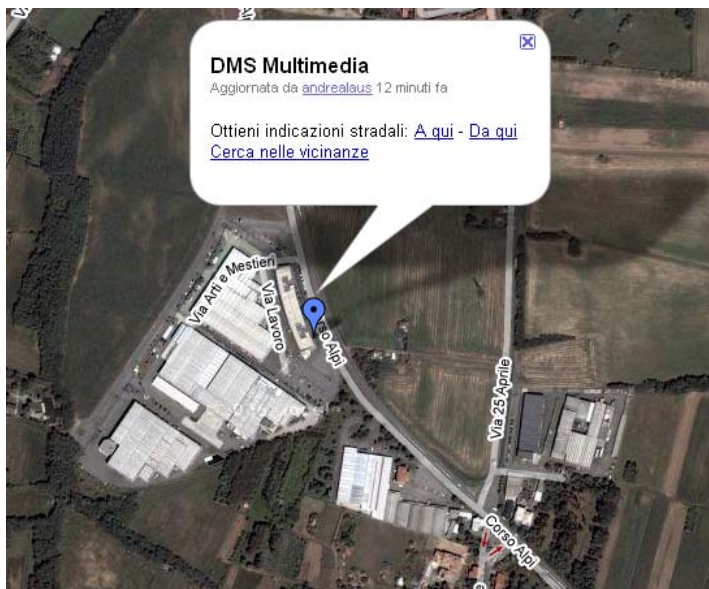 DMS Multimedia
Aggiornata da andrealaus 12 minuti fa
Ottieni indicazioni stradali: A qui - Da qui
Cerca nelle vicinanze
Via Arti e Mestieri
Via Lavoro
Corso Alpi
Via 25 Aprile
Corso Alpi